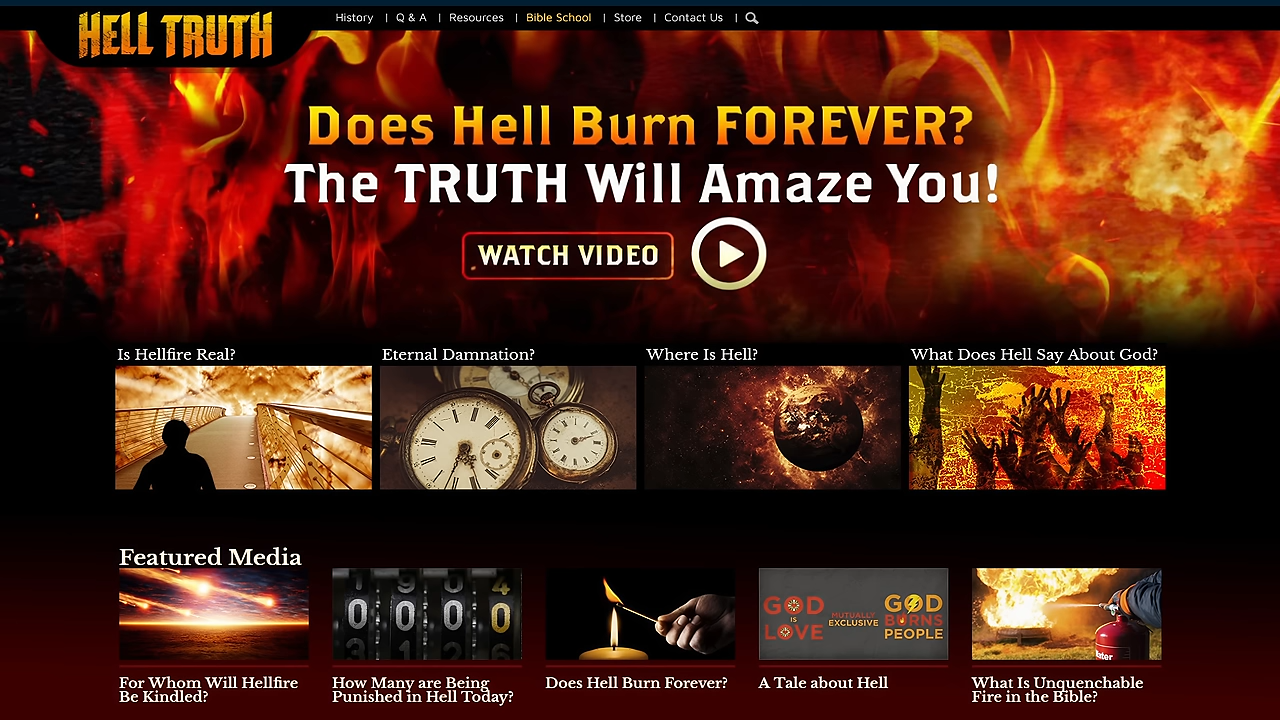 HELL TRUTH
History | Q & A | Resources | Bible School | Store | Contact Us |
Does Hell Burn FOREVER?
The TRUTH Will Amaze You!
WATCH VIDEO
Is Hellfire Real?
Eternal Damnation?
Where Is Hell?
What Does Hell Say About God?
Featured Media
GOD
IS
LOVE
MUTUALLY
EXCLUSIVE
GOD
BURNS
PEOPLE
Water
For Whom Will Hellfire
Be Kindled?
How Many are Being
Punished in Hell Today?
Does Hell Burn Forever?
A Tale about Hell
What Is Unquenchable
Fire in the Bible?